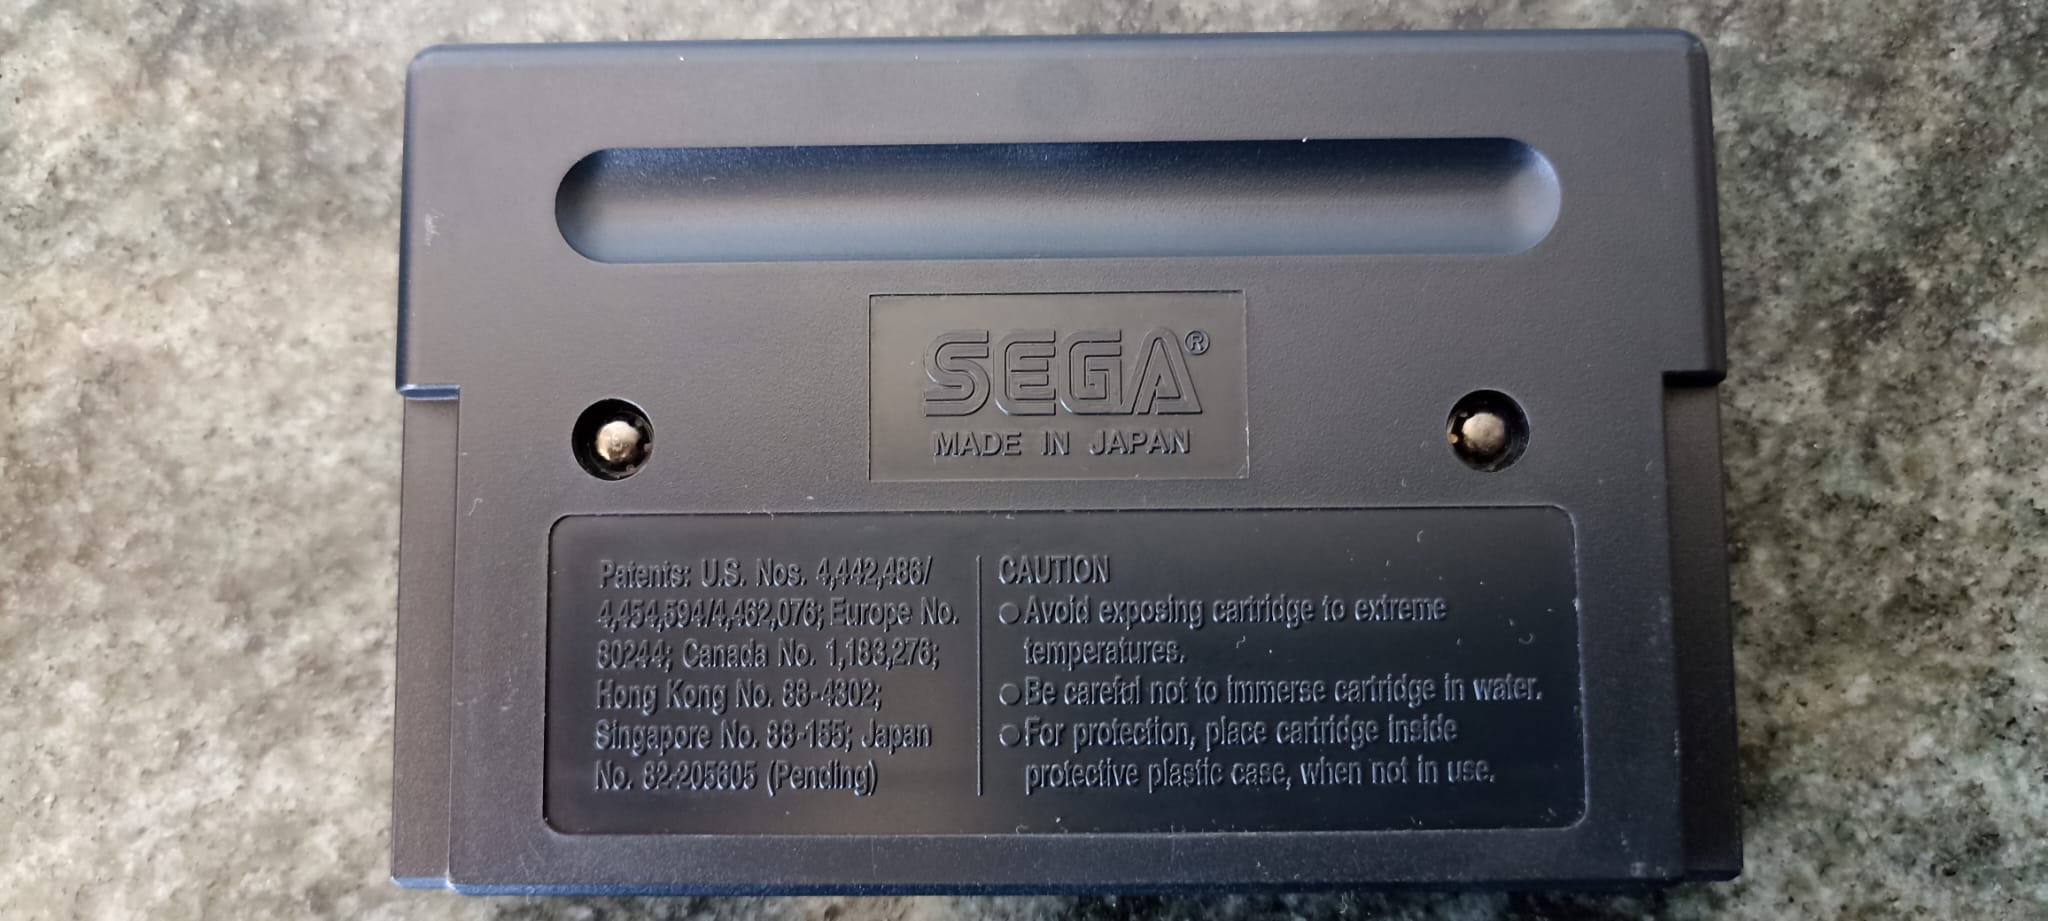 SEGA®
MADE IN JAPAN
Patents: U.S. Nos. 4,442,486/
4,454,594/4,462,076; Europe No.
80244; Canada No. 1,183,276;
Hong Kong No. 88-4302;
Singapore No. 88-155; Japan
No. 82-205605 (Pending)
CAUTION
●Avoid exposing cartridge to extreme
temperatures.
●Be careful not to immerse cartridge in water.
●For protection, place cartridge inside
protective plastic case, when not in use.